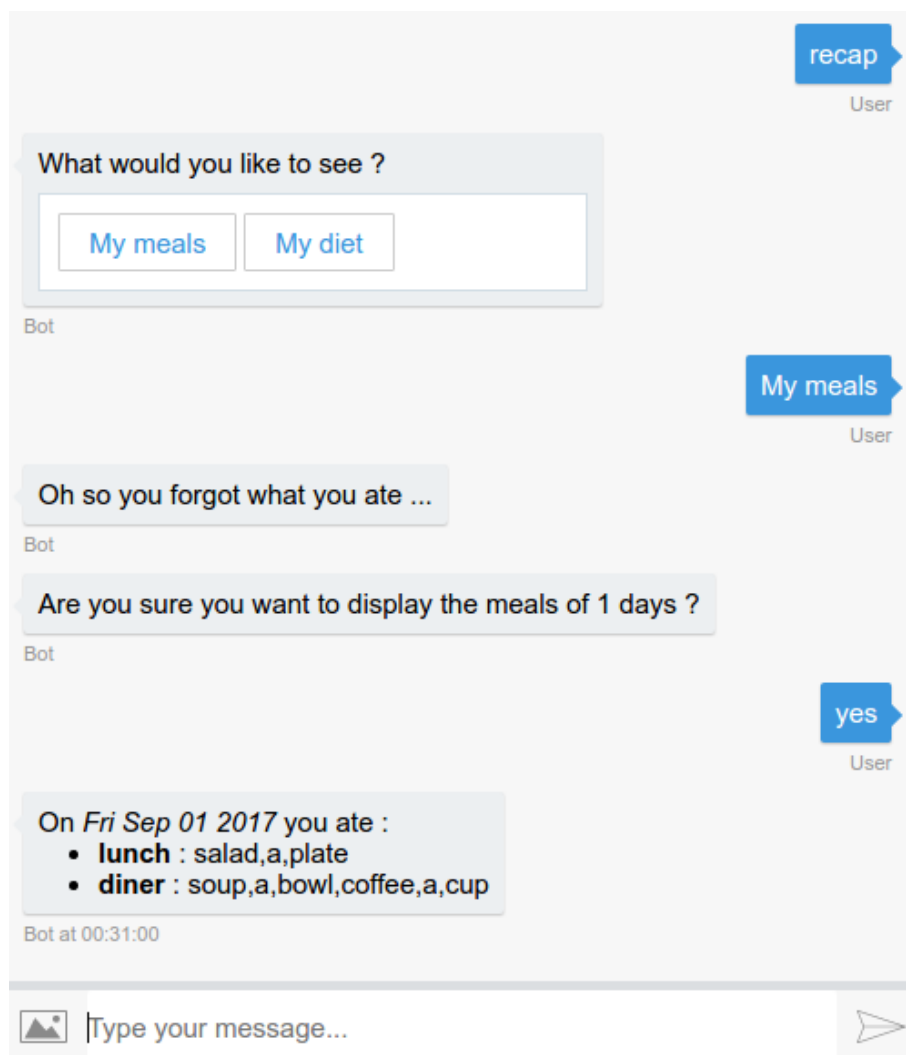 recap
User
What would you like to see ?
My meals My diet
Bot
My meals
User
Oh so you forgot what you ate ...
Bot
Are you sure you want to display the meals of 1 days ?
Bot
yes
User
On Fri Sep 01 2017 you ate :
• lunch : salad,a,plate
• diner : soup,a,bowl,coffee,a,cup
Bot at 00:31:00
Type your message...